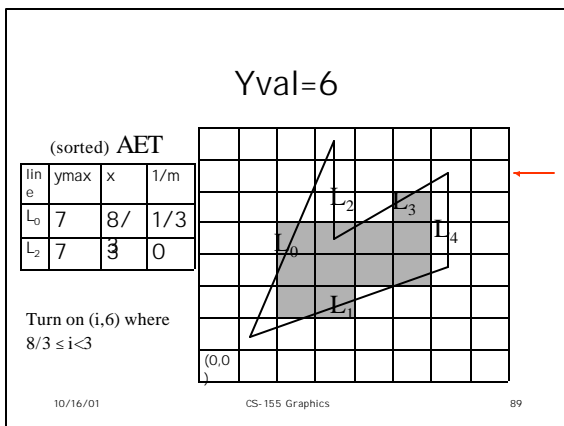 Yval=6
(sorted) AET
lin
e
ymax x 1/m
L0 7 8/
3 1/3
L2 7 3 0
Turn on (i,6) where
8/3 ≤ i<3
L2
L3
L0
L4
L1
(0,0
)
10/16/01 CS-155 Graphics 89